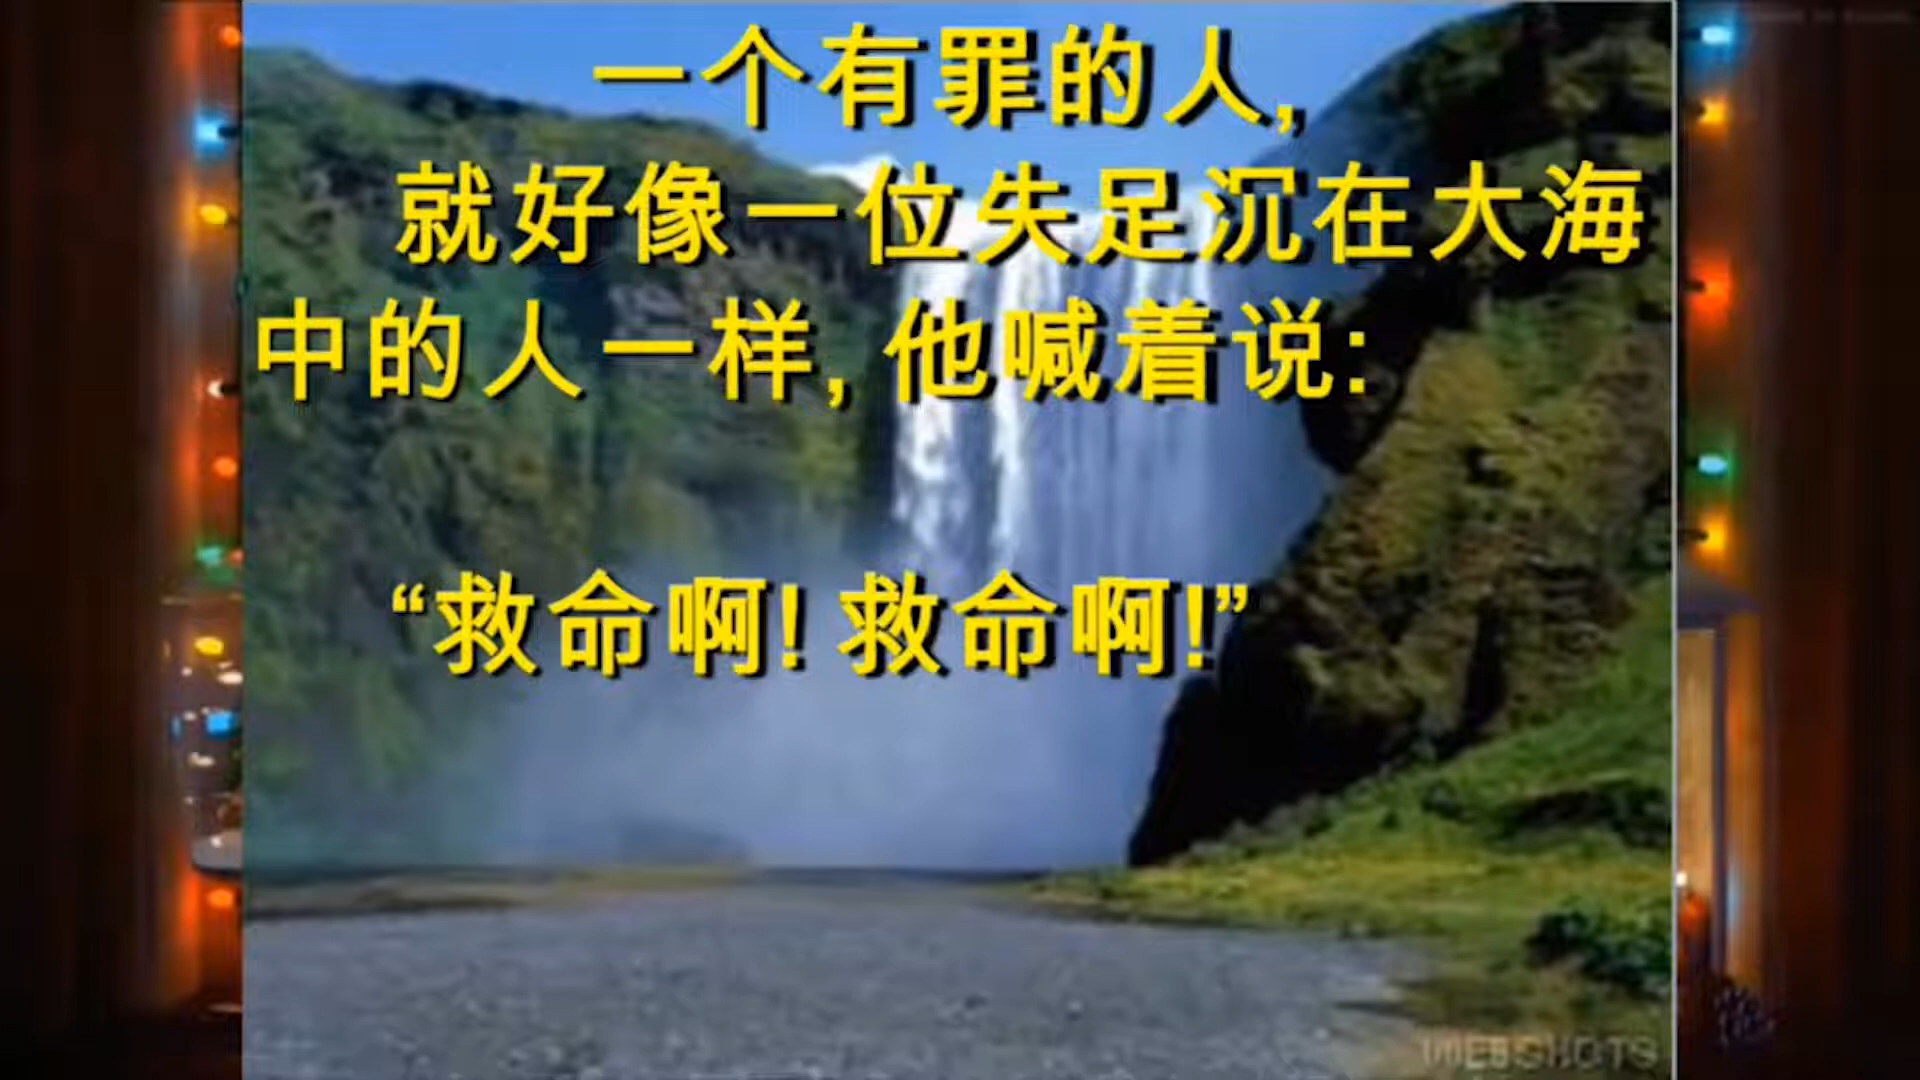 一个有罪的人,
就好像一位失足沉在大海
中的人一样, 他喊着说:
“救命啊! 救命啊!”
WEBSHOTS